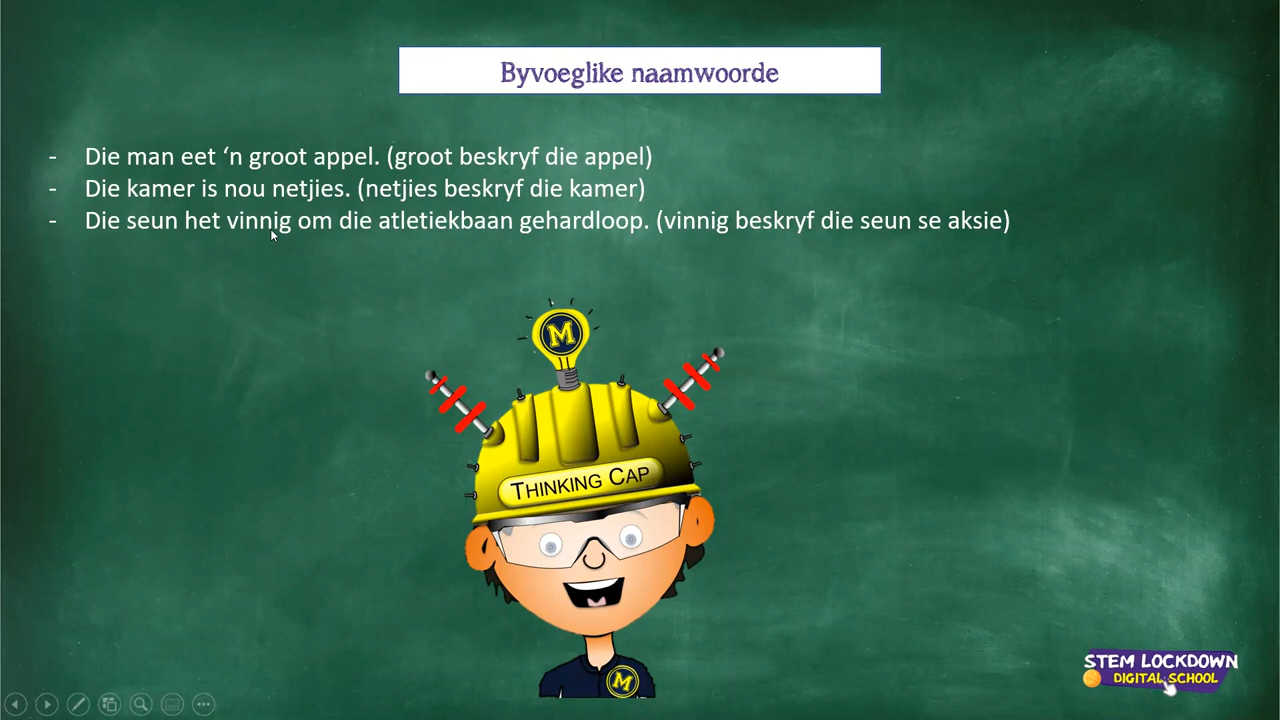 Byvoeglike naamwoorde
- Die man eet ‘n groot appel. (groot beskryf die appel)
- Die kamer is nou netjies. (netjies beskryf die kamer)
- Die seun het vinnig om die atletiekbaan gehardloop. (vinnig beskryf die seun se aksie)
M
THINKING CAP
M
STEM LOCKDOWN
DIGITAL SCHOOL